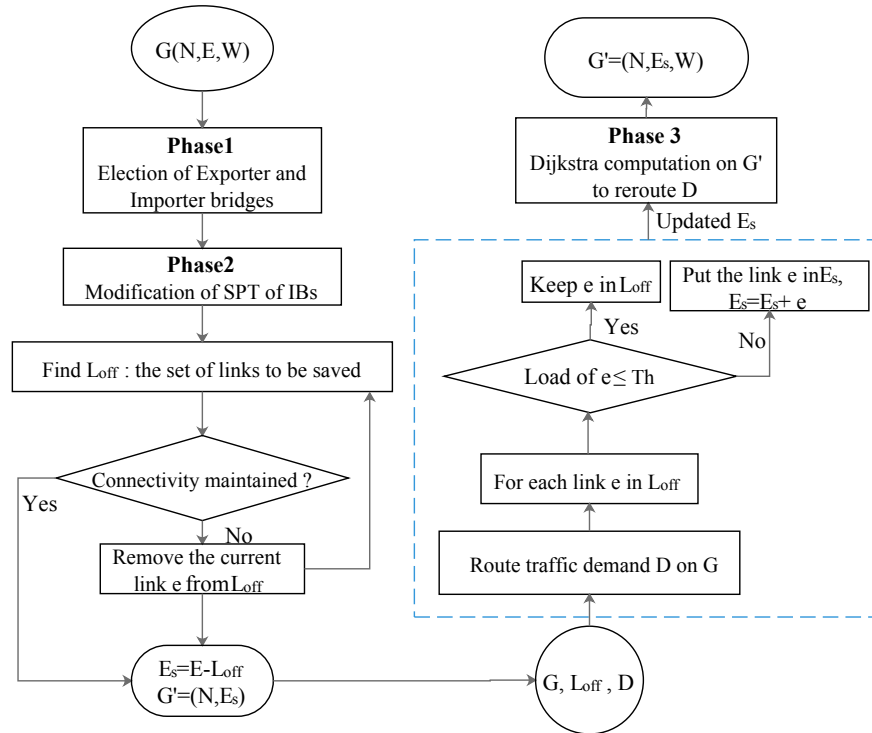 G(N,E,W)
Phase1
Election of Exporter and
Importer bridges
Phase2
Modification of SPT of IBs
Find Loff : the set of links to be saved
Connectivity maintained ?
Yes
No
Remove the current
link e from Loff
Es=E-Loff
G'=(N,Es)
G, Loff , D
Route traffic demand D on G
For each link e in Loff
Load of e≤ Th
Yes
No
Keep e in Loff
Put the link e inEs,
Es=Es+ e
Updated Es
Phase 3
Dijkstra computation on G'
to reroute D
G'=(N,Es,W)